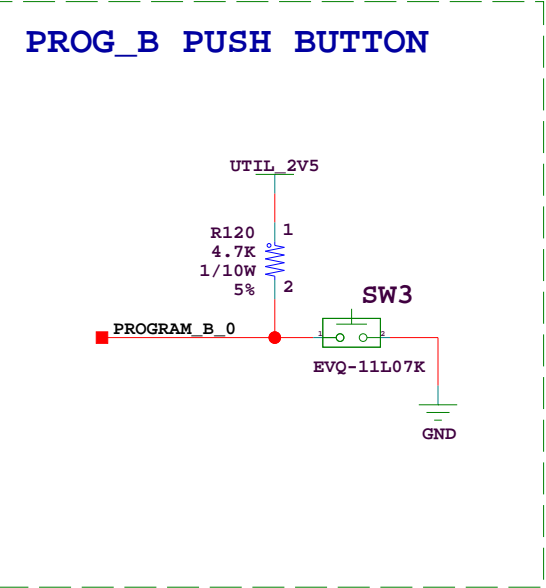 PROG_B PUSH BUTTON
UTIL_2V5
R120
1
4.7K
1/10W
5%
2
SW3
PROGRAM_B_0
1
2
EVQ-11L07K
GND